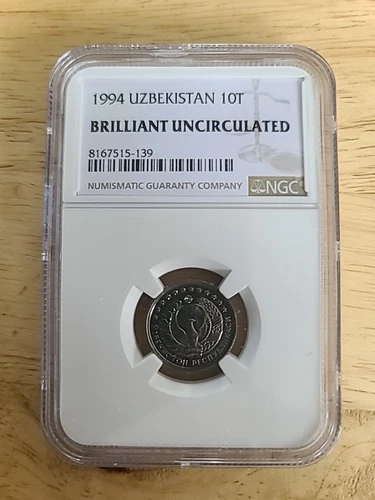 1994 UZBEKISTAN 10T
BRILLIANT UNCIRCULATED
8167515-139
NUMISMATIC GUARANTY COMPANY
NGC